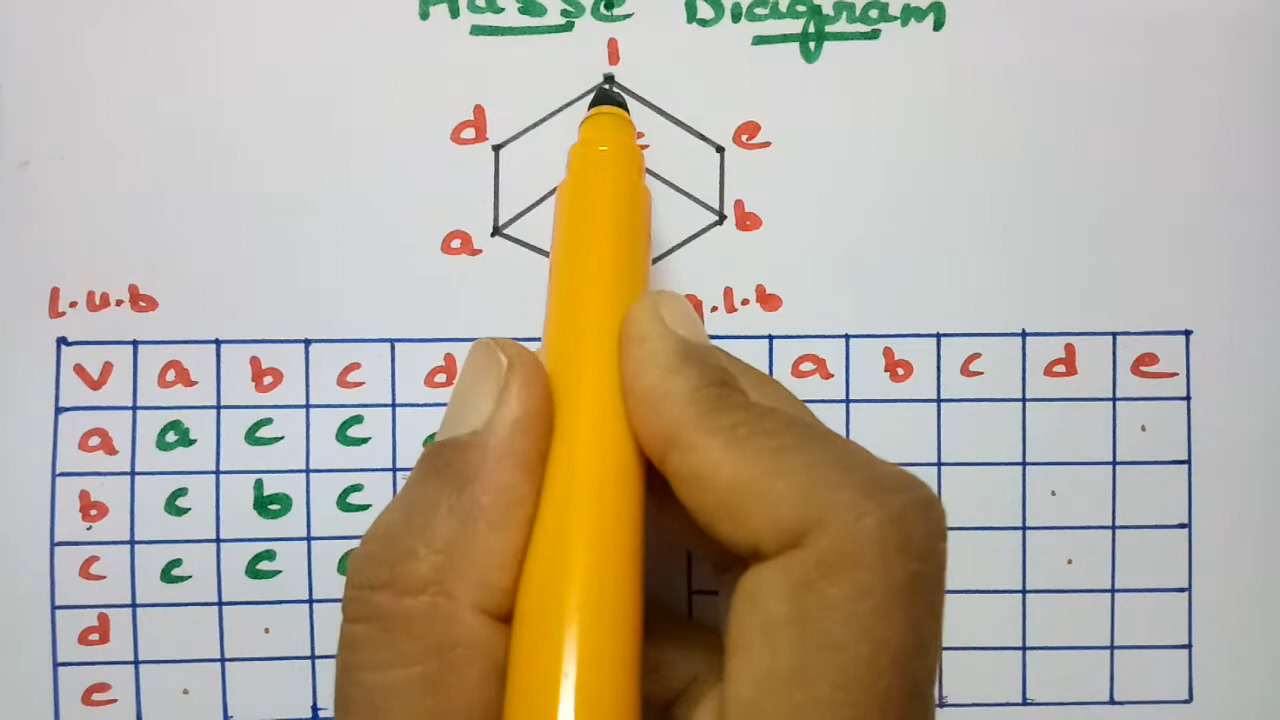 Hasse Diagram
1
d
e
a
b
l.u.b
g.l.b
v a b c d
a b c d e
a a c c
b c b c
c c c
d
e